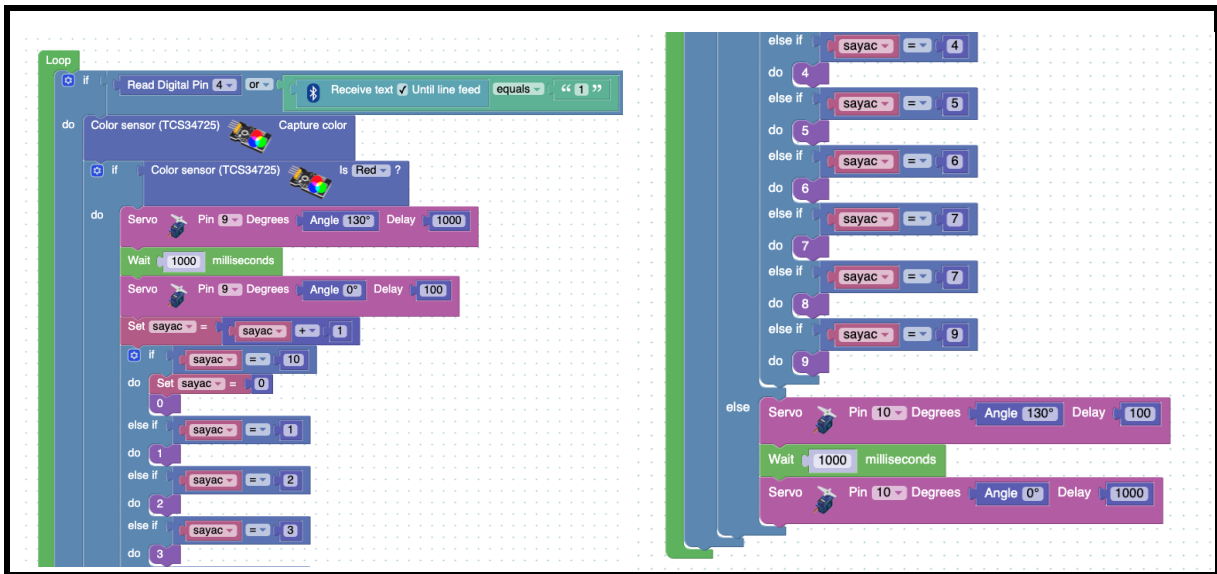 Loop
if Read Digital Pin 4 or Receive text Until line feed equals “ 1 ”
do Color sensor (TCS34725) Capture color
if Color sensor (TCS34725) Is Red ?
do Servo Pin 9 Degrees Angle 130° Delay 1000
Wait 1000 milliseconds
Servo Pin 9 Degrees Angle 0° Delay 100
Set sayac = sayac + 1
if sayac = 10
do Set sayac = 0
0
else if sayac = 1
do 1
else if sayac = 2
do 2
else if sayac = 3
do 3
else if sayac = 4
do 4
else if sayac = 5
do 5
else if sayac = 6
do 6
else if sayac = 7
do 7
else if sayac = 7
do 8
else if sayac = 9
do 9
else Servo Pin 10 Degrees Angle 130° Delay 100
Wait 1000 milliseconds
Servo Pin 10 Degrees Angle 0° Delay 1000